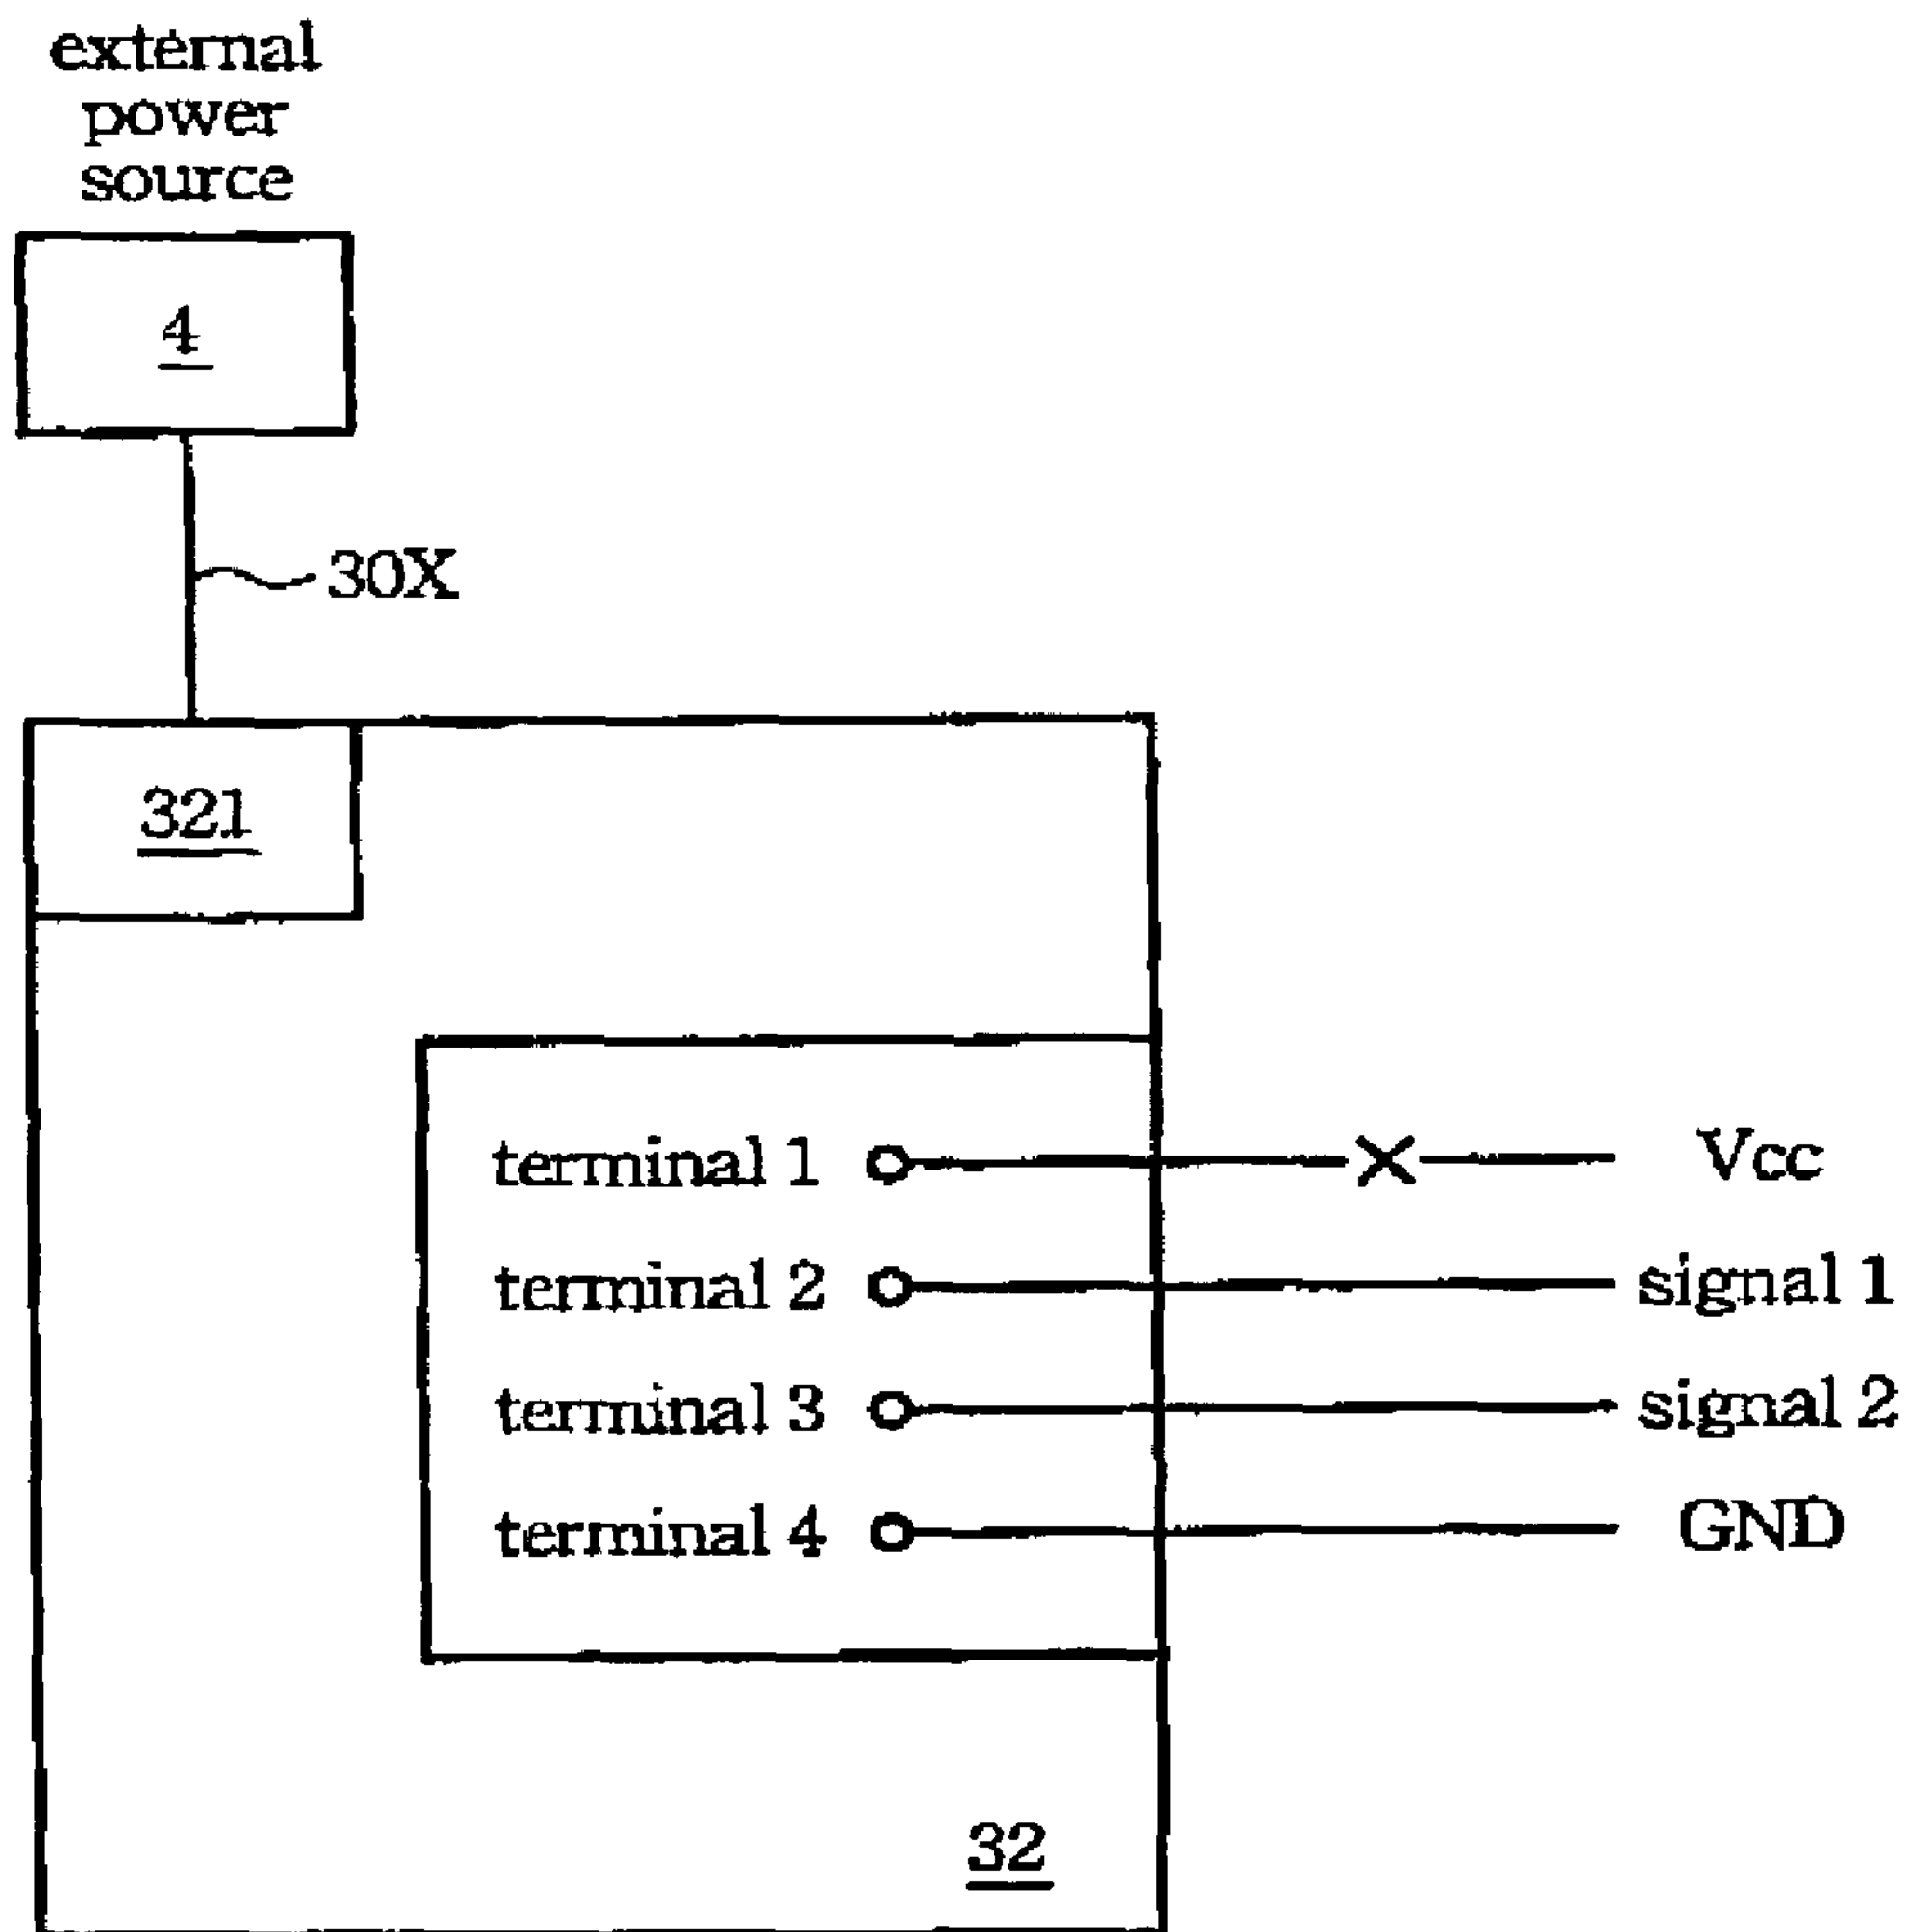 external
power
source
4
30X
321
terminal 1 Vcc
terminal 2 signal 1
terminal 3 signal 2
terminal 4 GND
32